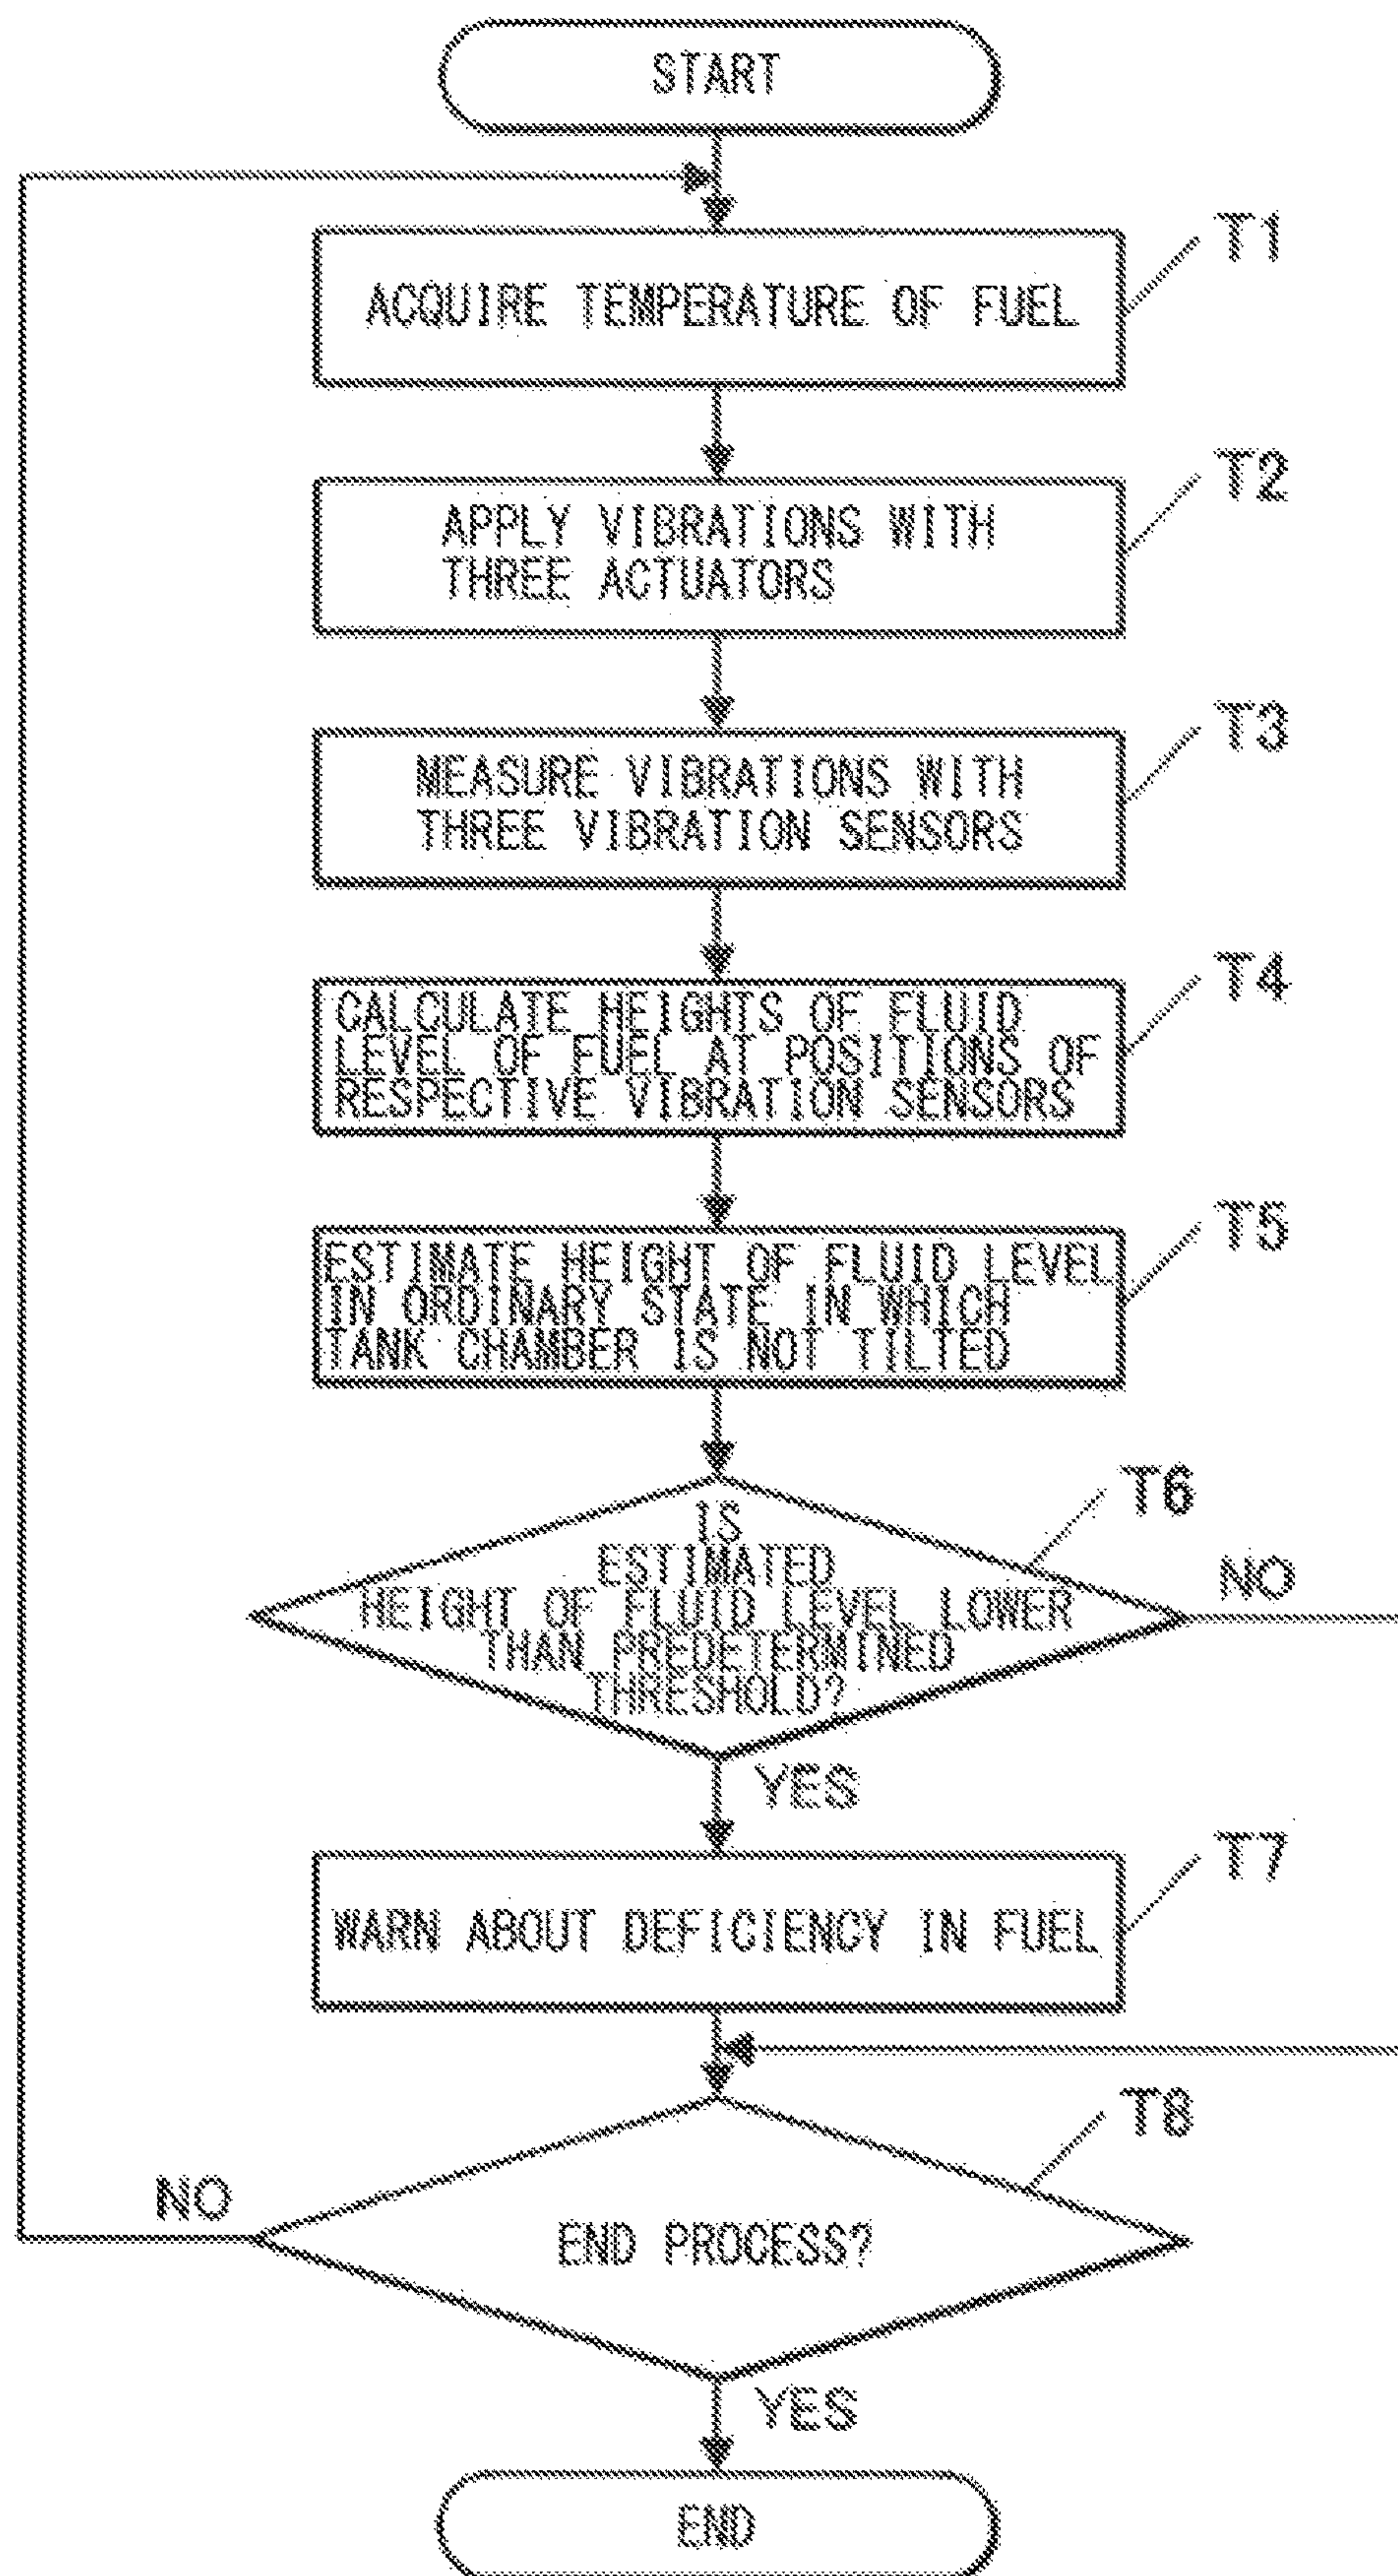 START
ACQUIRE TEMPERATURE OF FUEL
T1
APPLY VIBRATIONS WITH
THREE ACTUATORS
T2
MEASURE VIBRATIONS WITH
THREE VIBRATION SENSORS
T3
CALCULATE HEIGHTS OF FLUID
LEVEL OF FUEL AT POSITIONS OF
RESPECTIVE VIBRATION SENSORS
T4
ESTIMATE HEIGHT OF FLUID LEVEL
IN ORDINARY STATE IN WHICH
TANK CHAMBER IS NOT TILTED
T5
IS
ESTIMATED
HEIGHT OF FLUID LEVEL LOWER
THAN PREDETERMINED
THRESHOLD?
T6
NO
YES
WARN ABOUT DEFICIENCY IN FUEL
T7
END PROCESS?
T8
NO
YES
END